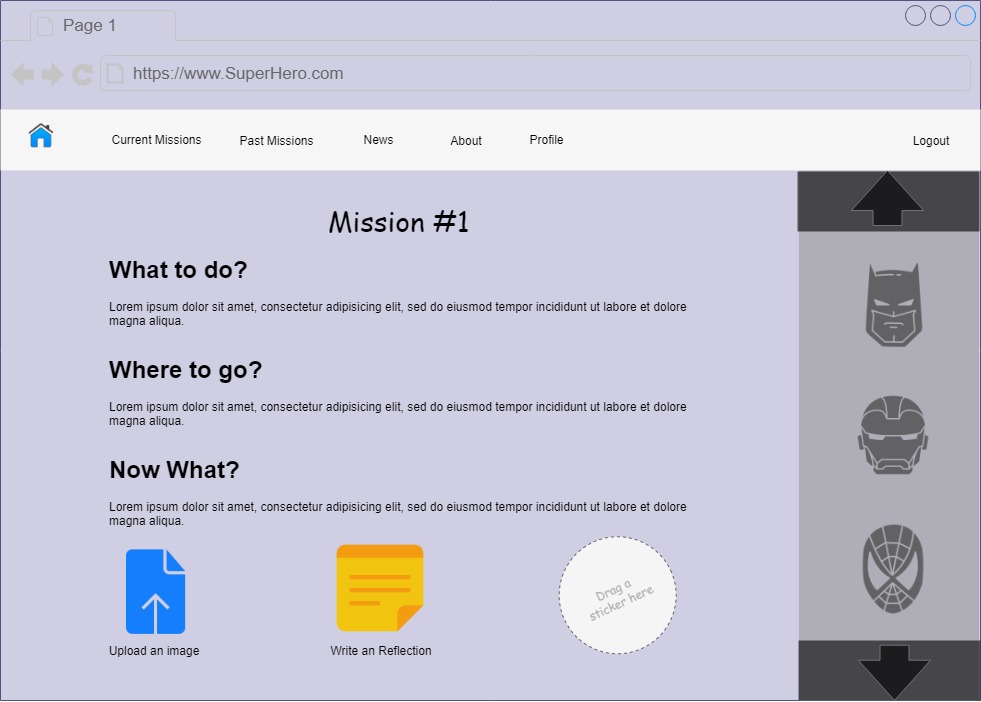 Page 1
https://www.SuperHero.com
Current Missions
Past Missions
News
About
Profile
Logout
Mission #1
What to do?
Lorem ipsum dolor sit amet, consectetur adipisicing elit, sed do eiusmod tempor incididunt ut labore et dolore
magna aliqua.
Where to go?
Lorem ipsum dolor sit amet, consectetur adipisicing elit, sed do eiusmod tempor incididunt ut labore et dolore
magna aliqua.
Now What?
Lorem ipsum dolor sit amet, consectetur adipisicing elit, sed do eiusmod tempor incididunt ut labore et dolore
magna aliqua.
Drag a
sticker here
Upload an image
Write an Reflection